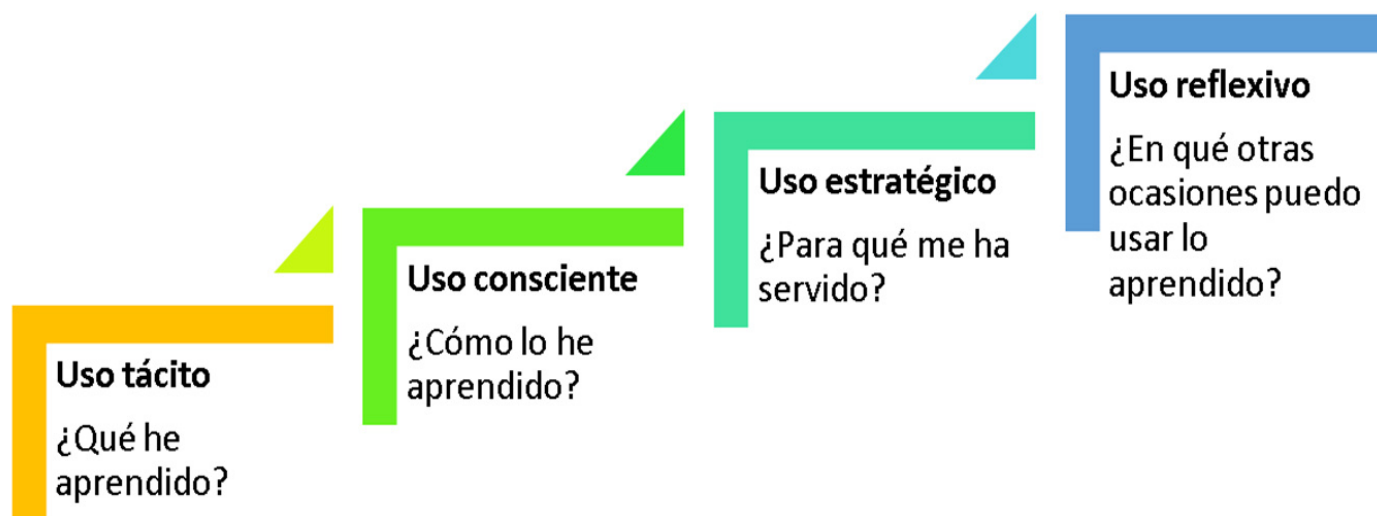 Uso tácito
¿Qué he
aprendido?
Uso consciente
¿Cómo lo he
aprendido?
Uso estratégico
¿Para qué me ha
servido?
Uso reflexivo
¿En qué otras
ocasiones puedo
usar lo
aprendido?